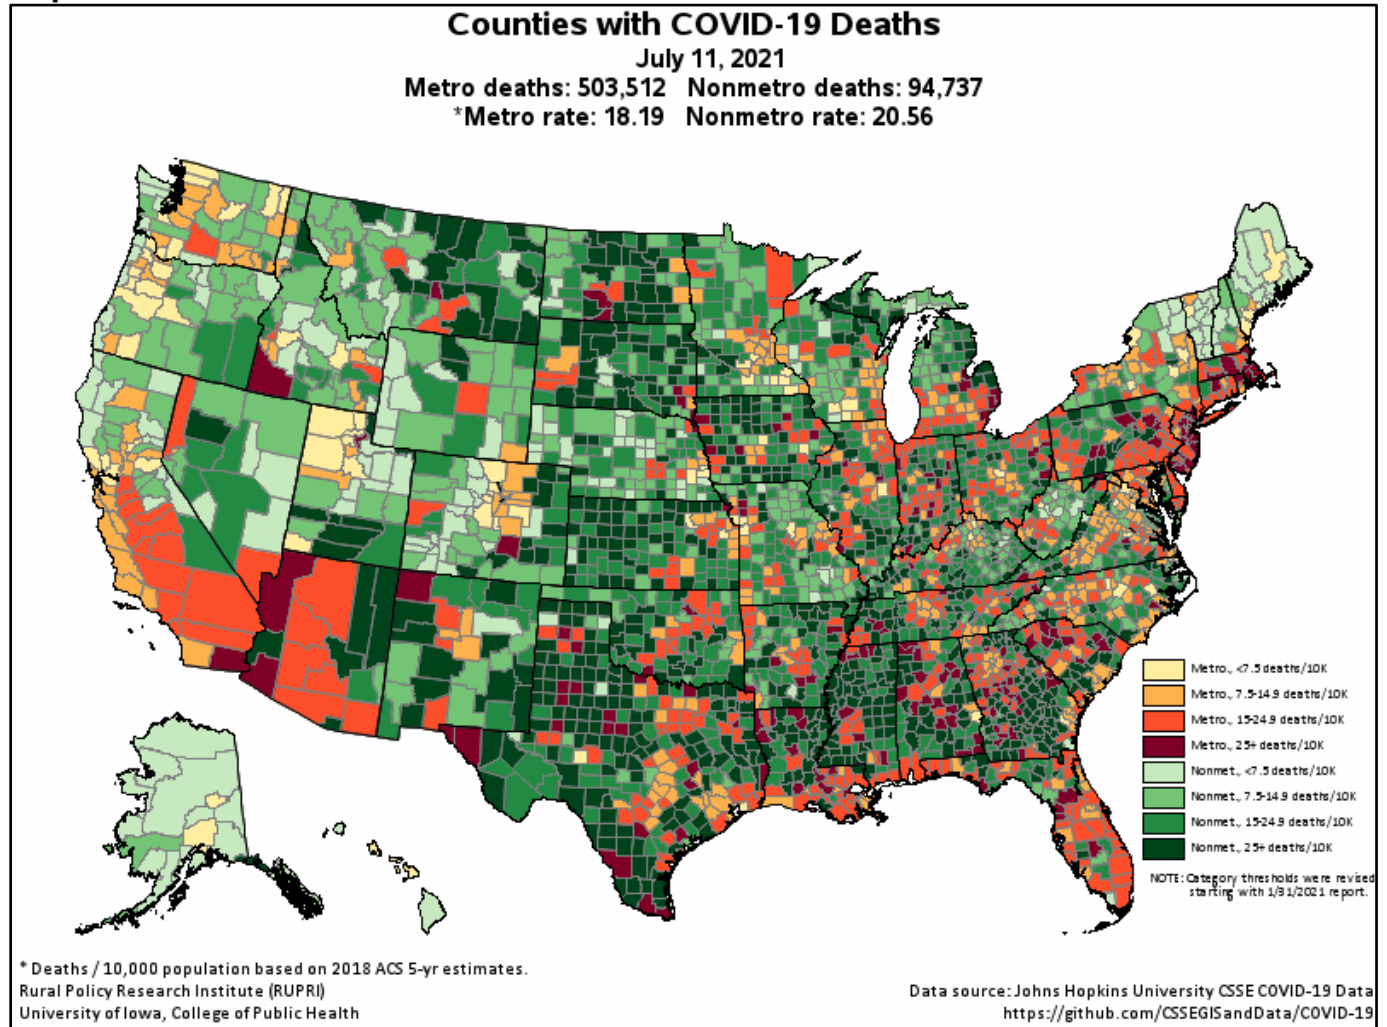 Counties with COVID-19 Deaths
July 11, 2021
Metro deaths: 503,512 Nonmetro deaths: 94,737
*Metro rate: 18.19 Nonmetro rate: 20.56
Metro., <7.5 deaths/10K
Metro., 7.5-14.9 deaths/10K
Metro., 15-24.9 deaths/10K
Metro., 25+ deaths/10K
Nonmet., <7.5 deaths/10K
Nonmet., 7.5-14.9 deaths/10K
Nonmet., 15-24.9 deaths/10K
Nonmet., 25+ deaths/10K
NOTE: Category thresholds were revised
starting with 1/31/2021 report.
* Deaths / 10,000 population based on 2018 ACS 5-yr estimates.
Rural Policy Research Institute (RUPRI)
University of Iowa, College of Public Health
Data source: Johns Hopkins University CSSE COVID-19 Data
https://github.com/CSSEGISandData/COVID-19